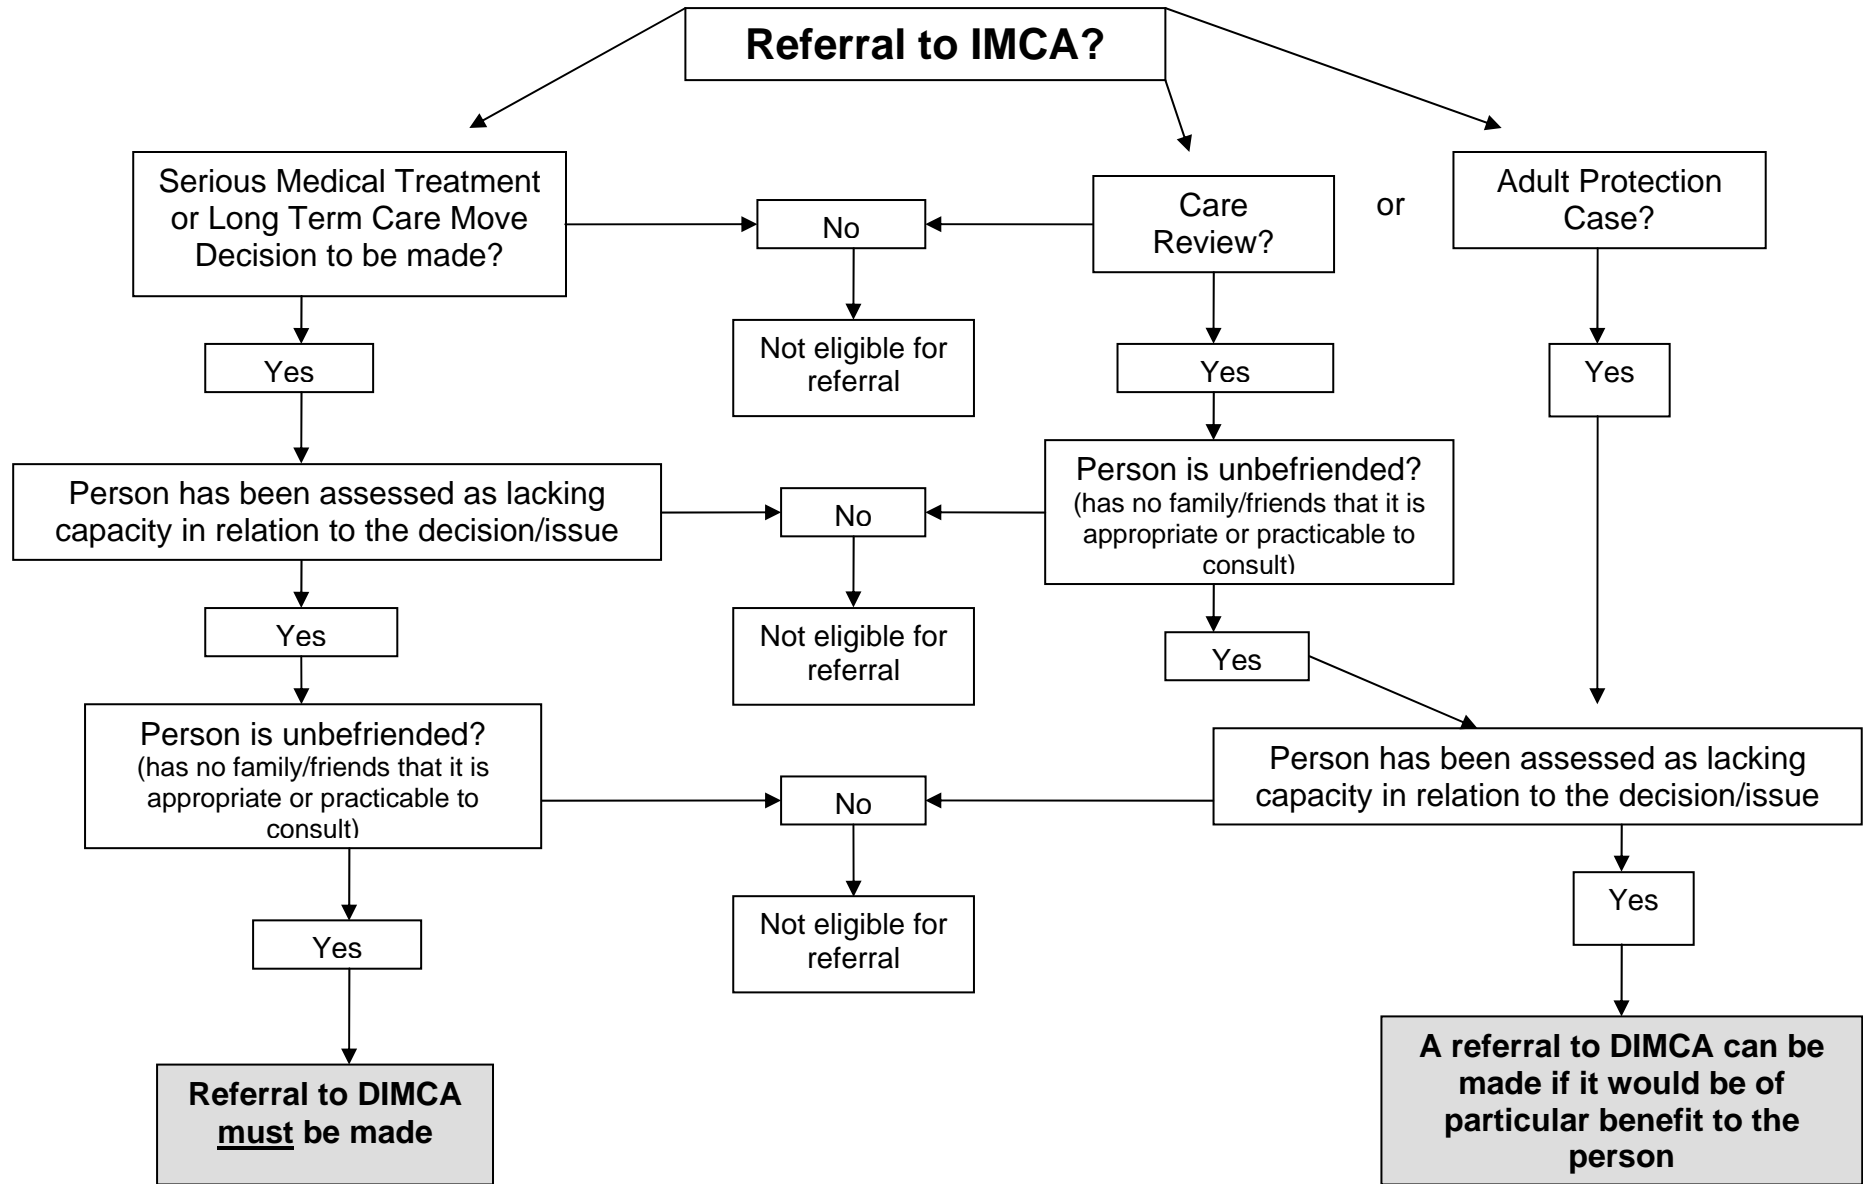 Referral to IMCA?
Serious Medical Treatment
or Long Term Care Move
Decision to be made?
No
Care
Review?
or
Adult Protection
Case?
Yes
Not eligible for
referral
Yes
Yes
Person has been assessed as lacking
capacity in relation to the decision/issue
No
Person is unbefriended?
(has no family/friends that it is
appropriate or practicable to
consult)
Yes
Not eligible for
referral
Yes
Person is unbefriended?
(has no family/friends that it is
appropriate or practicable to
consult)
No
Person has been assessed as lacking
capacity in relation to the decision/issue
Yes
Not eligible for
referral
Yes
Referral to DIMCA
must be made
A referral to DIMCA can be
made if it would be of
particular benefit to the
person